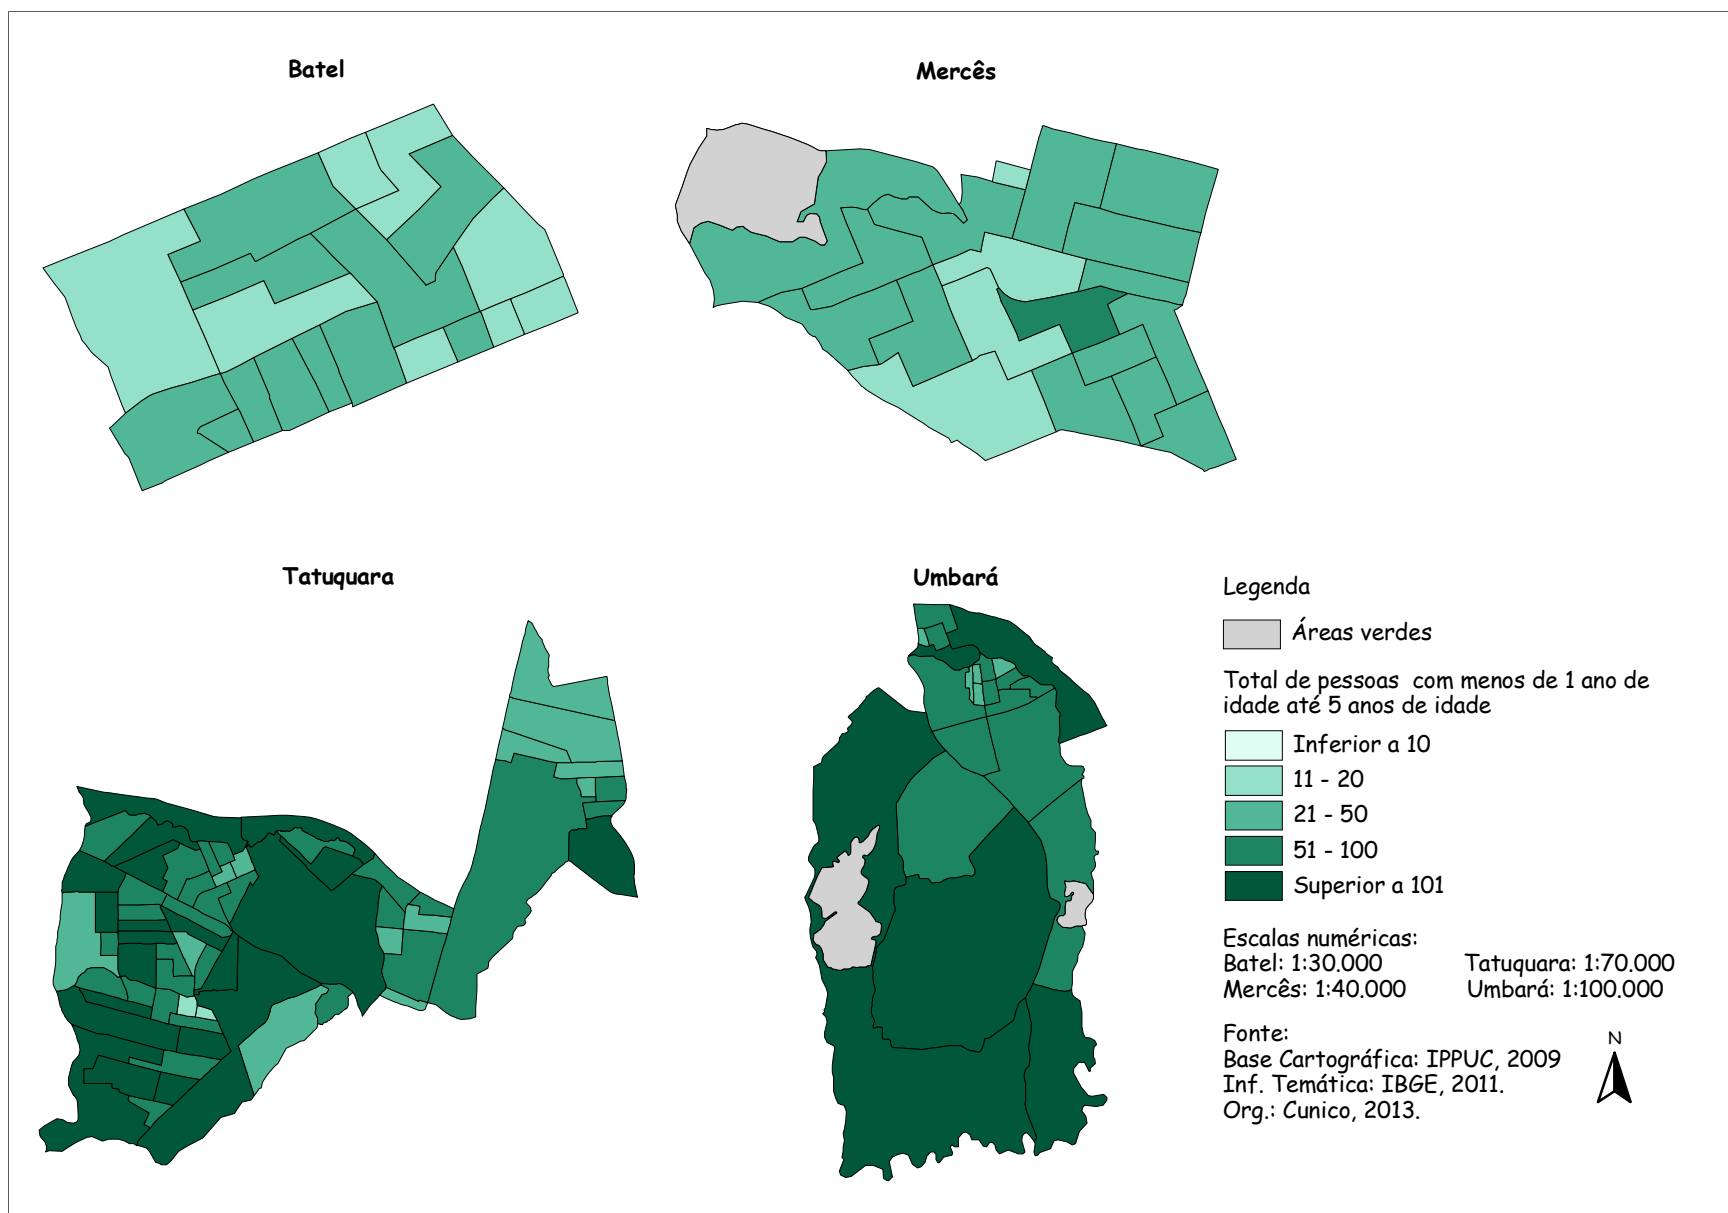 Batel
Mercês
Tatuquara
Umbará
Legenda
Áreas verdes
Total de pessoas com menos de 1 ano de
idade até 5 anos de idade
Inferior a 10
11 - 20
21 - 50
51 - 100
Superior a 101
Escalas numéricas:
Batel: 1:30.000 Tatuquara: 1:70.000
Mercês: 1:40.000 Umbará: 1:100.000
Fonte:
Base Cartográfica: IPPUC, 2009
Inf. Temática: IBGE, 2011.
Org.: Cunico, 2013.
N